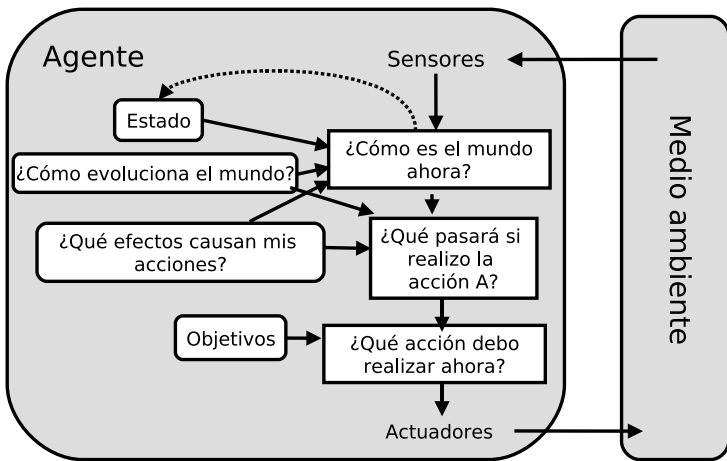 Agente
Sensores
Estado
¿Cómo es el mundo
ahora?
¿Cómo evoluciona el mundo?
¿Qué efectos causan mis
acciones?
¿Qué pasará si
realizo la
acción A?
Objetivos
¿Qué acción debo
realizar ahora?
Actuadores
Medio ambiente